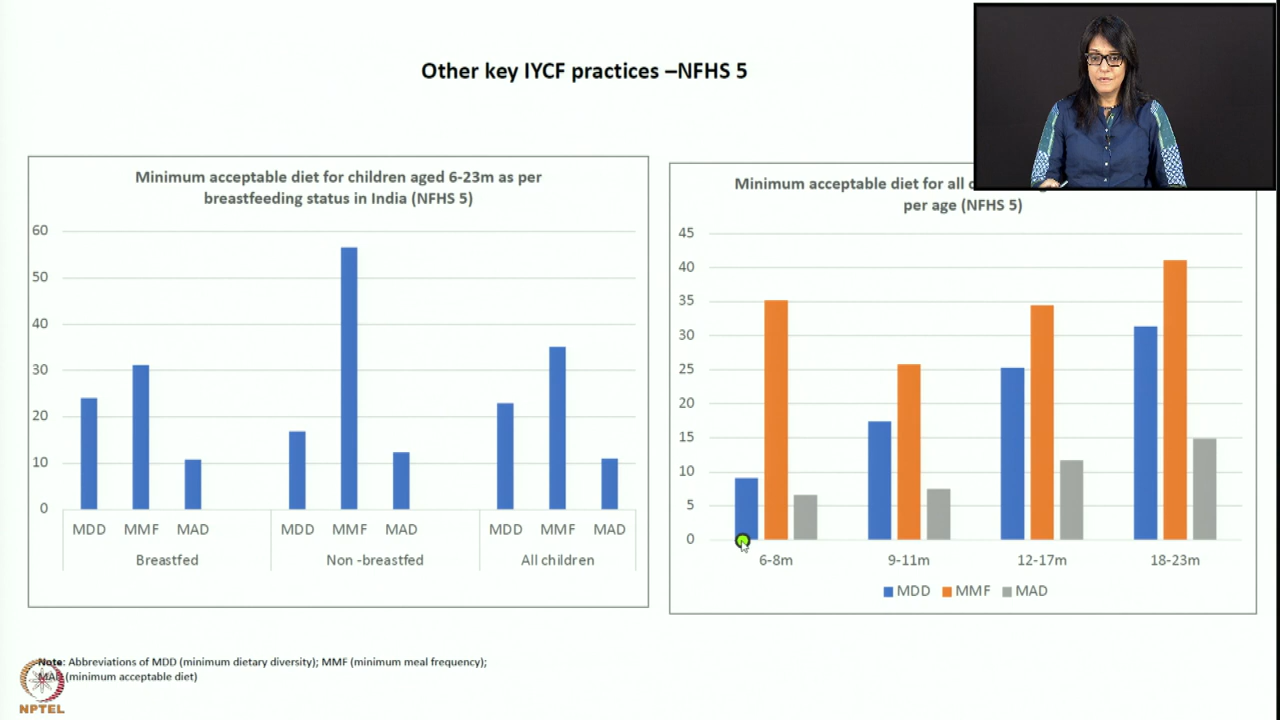 Other key IYCF practices –NFHS 5
Minimum acceptable diet for children aged 6-23m as per
breastfeeding status in India (NFHS 5)
60
50
40
30
20
10
0
MDD MMF MAD MDD MMF MAD MDD MMF MAD
Breastfed Non -breastfed All children
Minimum acceptable diet for all
per age (NFHS 5)
45
40
35
30
25
20
15
10
5
0
6-8m 9-11m 12-17m 18-23m
MDD MMF MAD
Note: Abbreviations of MDD (minimum dietary diversity); MMF (minimum meal frequency);
MAD (minimum acceptable diet)
NPTEL